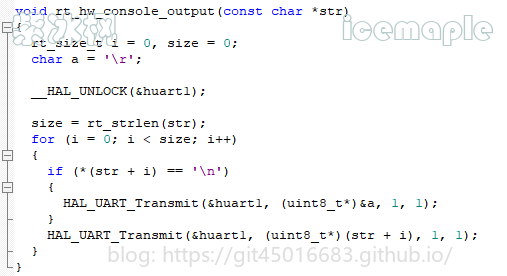 void rt_hw_console_output(const char *str)
{
    rt_size_t i = 0, size = 0;
    char a = '\r';

    __HAL_UNLOCK(&huart1);

    size = rt_strlen(str);
    for (i = 0; i < size; i++)
    {
      if (*(str + i) == '\n')
      {
        HAL_UART_Transmit(&huart1, (uint8_t*)&a, 1, 1);
      }
      HAL_UART_Transmit(&huart1, (uint8_t*)(str + i), 1, 1);
    }
}
icemaple
blog: https://git45016683.github.io/